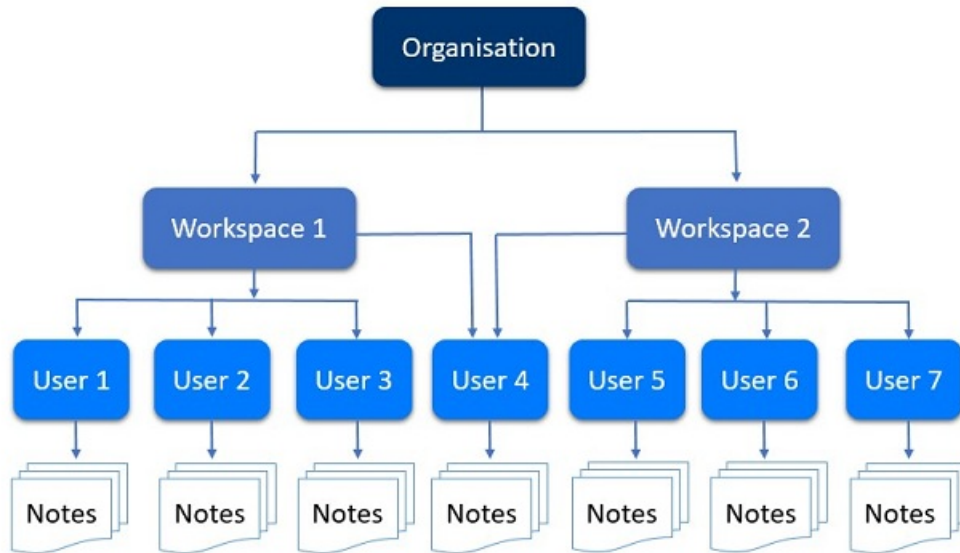 Organisation
Workspace 1
Workspace 2
User 1
User 2
User 3
User 4
User 5
User 6
User 7
Notes
Notes
Notes
Notes
Notes
Notes
Notes